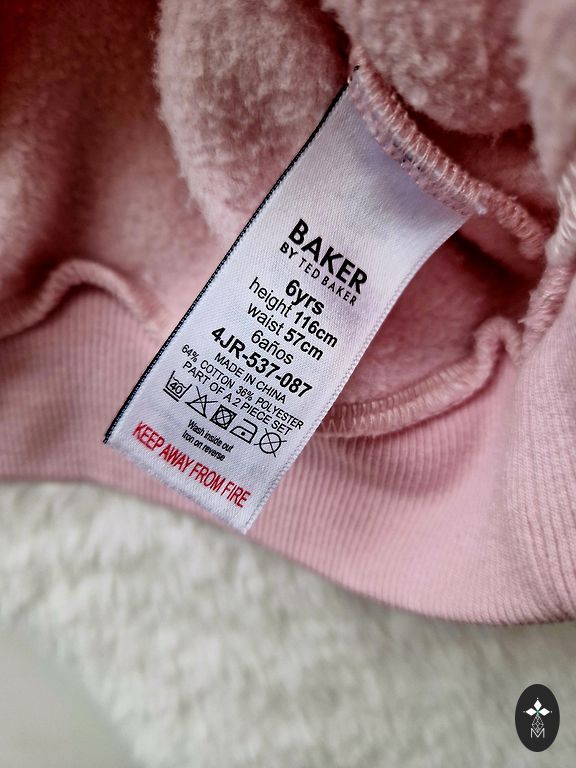 BAKER
BY TED BAKER
6yrs
height 116cm
waist 57cm
6años
4JR-537-087
MADE IN CHINA
64% COTTON 36% POLYESTER
PART OF A 2 PIECE SET
40
Wash inside out
Iron on reverse
KEEP AWAY FROM FIRE
M